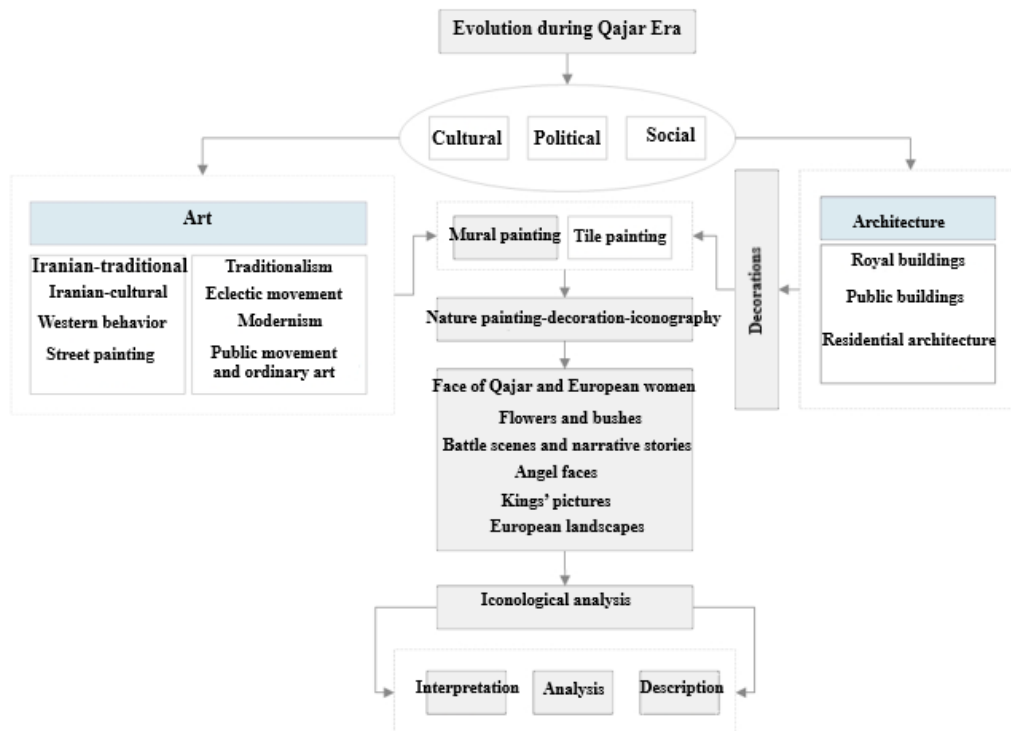 Evolution during Qajar Era
Cultural
Political
Social
Art
Iranian-traditional
Iranian-cultural
Western behavior
Street painting
Traditionalism
Eclectic movement
Modernism
Public movement
and ordinary art
Mural painting
Tile painting
Decorations
Architecture
Royal buildings
Public buildings
Residential architecture
Nature painting-decoration-iconography
Face of Qajar and European women
Flowers and bushes
Battle scenes and narrative stories
Angel faces
Kings’ pictures
European landscapes
Iconological analysis
Interpretation
Analysis
Description